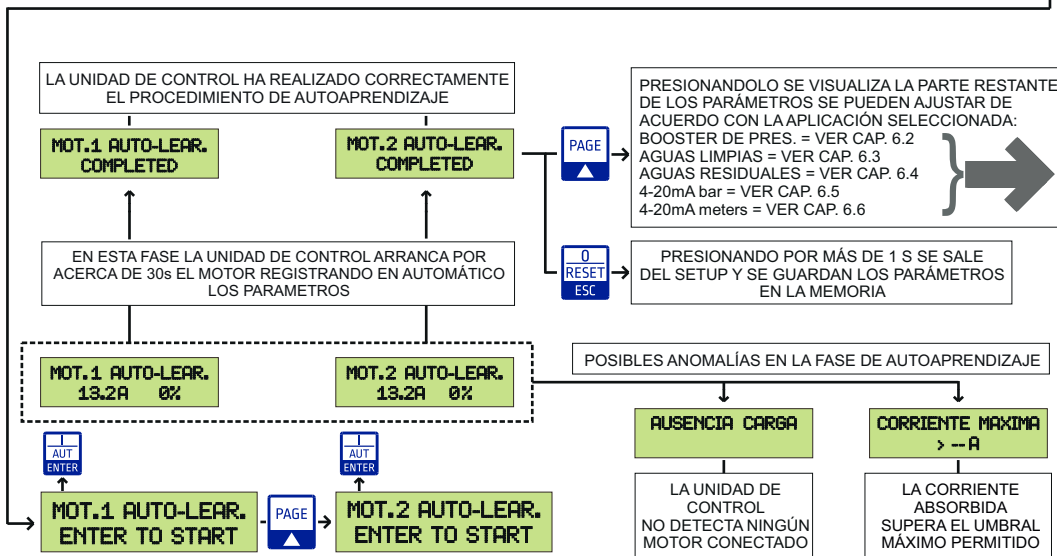 LA UNIDAD DE CONTROL HA REALIZADO CORRECTAMENTE
EL PROCEDIMIENTO DE AUTOAPRENDIZAJE
MOT.1 AUTO-LEAR.
COMPLETED
MOT.2 AUTO-LEAR.
COMPLETED
PAGE
PRESIONANDOLO SE VISUALIZA LA PARTE RESTANTE
DE LOS PARÁMETROS SE PUEDEN AJUSTAR DE
ACUERDO CON LA APLICACIÓN SELECCIONADA:
BOOSTER DE PRES. = VER CAP. 6.2
AGUAS LIMPIAS = VER CAP. 6.3
AGUAS RESIDUALES = VER CAP. 6.4
4-20mA bar = VER CAP. 6.5
4-20mA meters = VER CAP. 6.6
EN ESTA FASE LA UNIDAD DE CONTROL ARRANCA POR
ACERCA DE 30s EL MOTOR REGISTRANDO EN AUTOMÁTICO
LOS PARAMETROS
0
RESET
ESC
PRESIONANDO POR MÁS DE 1 S SE SALE
DEL SETUP Y SE GUARDAN LOS PARÁMETROS
EN LA MEMORIA
MOT.1 AUTO-LEAR.
13.2A 0%
MOT.2 AUTO-LEAR.
13.2A 0%
POSIBLES ANOMALÍAS EN LA FASE DE AUTOAPRENDIZAJE
AUSENCIA CARGA
CORRIENTE MAXIMA
> --A
I
AUT
ENTER
I
AUT
ENTER
LA UNIDAD DE
CONTROL
NO DETECTA NINGÚN
MOTOR CONECTADO
LA CORRIENTE
ABSORBIDA
SUPERA EL UMBRAL
MÁXIMO PERMITIDO
MOT.1 AUTO-LEAR.
ENTER TO START
PAGE
MOT.2 AUTO-LEAR.
ENTER TO START